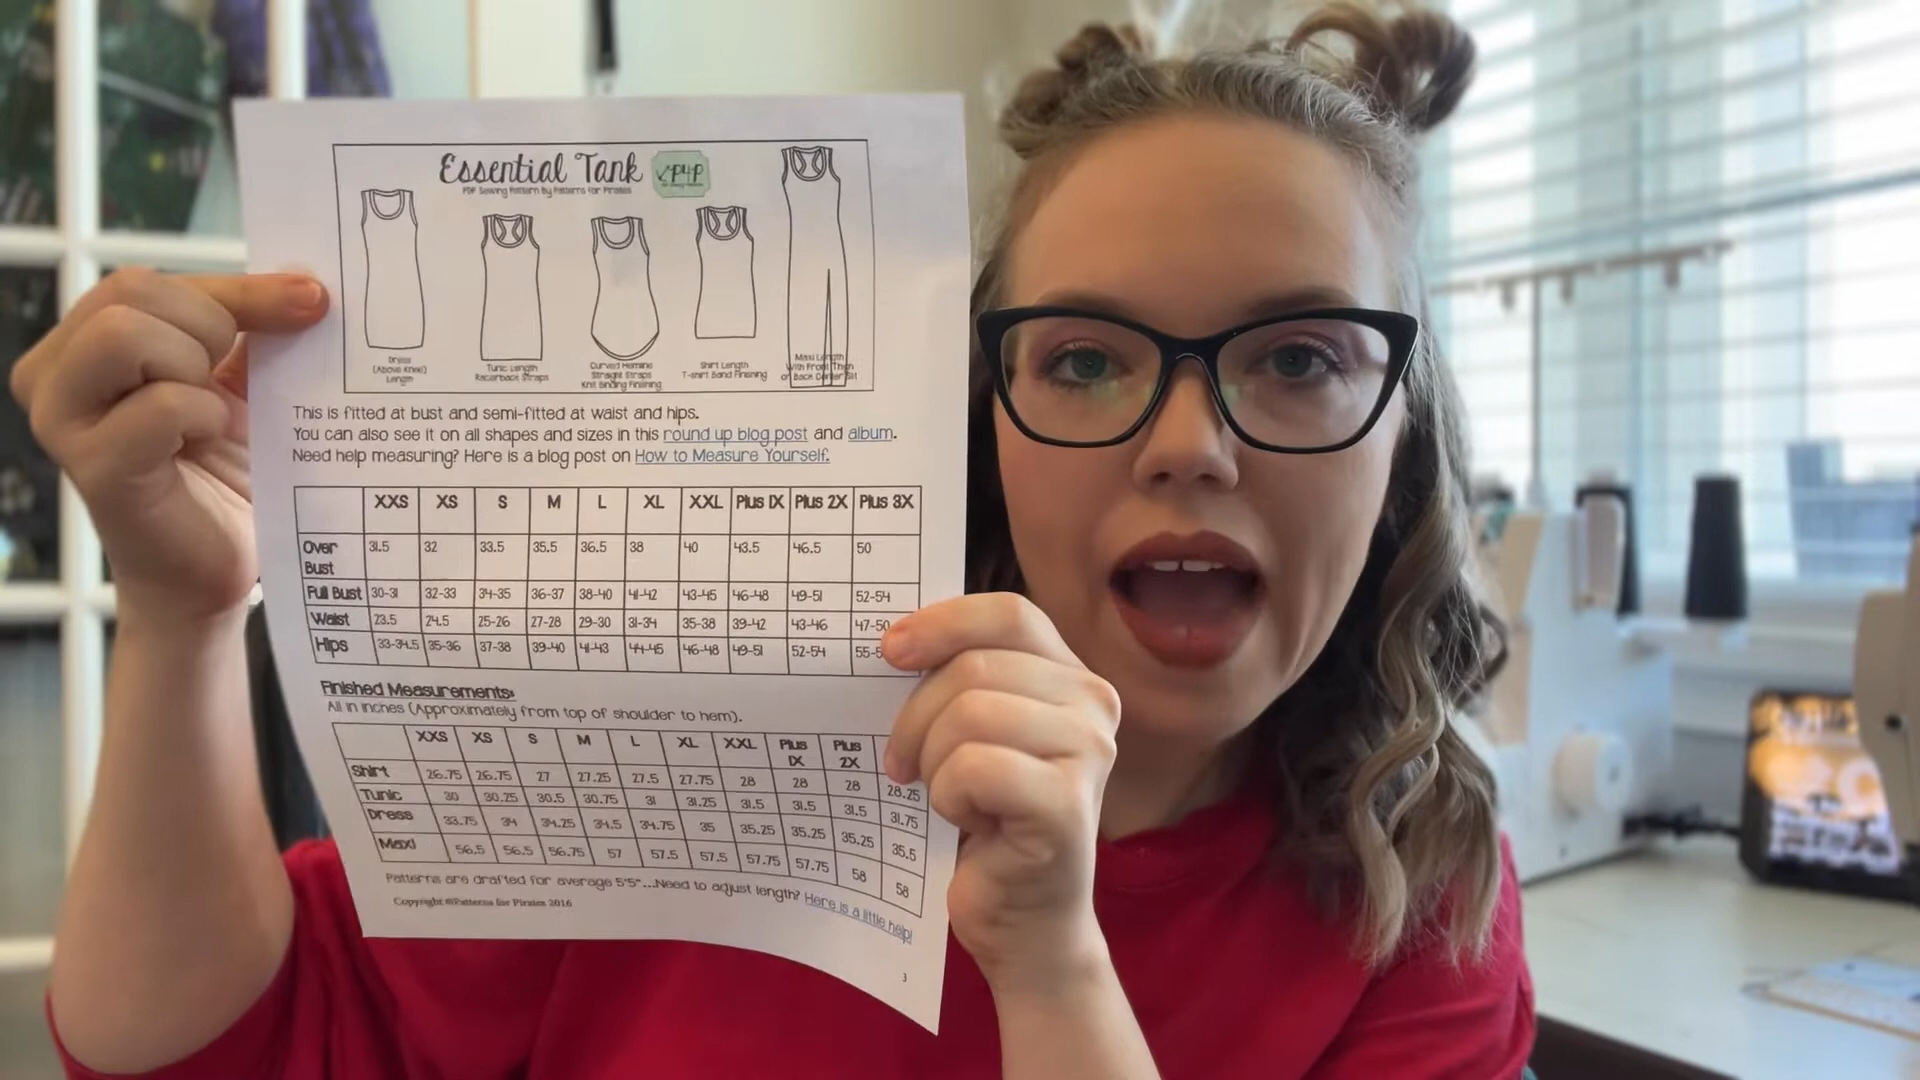 Essential Tank
P4P
PDF Sewing Pattern by Patterns for Pirates
Dress
(Above Knee)
Length
Tunic Length
Racerback Straps
Curved Hemline
Straight Straps
Knit Binding Finishing
Shirt Length
T-shirt Band Finishing
Maxi Length
With Front Thigh
or Back Center Slit
This is fitted at bust and semi-fitted at waist and hips.
You can also see it on all shapes and sizes in this round up blog post and album.
Need help measuring? Here is a blog post on How to Measure Yourself.
XXS XS S M L XL XXL Plus 1X Plus 2X Plus 3X
Over Bust 31.5 32 33.5 35.5 36.5 38 40 43.5 46.5 50
Full Bust 30-31 32-33 34-35 36-37 38-40 41-42 43-45 46-48 49-51 52-54
Waist 23.5 24.5 25-26 27-28 29-30 31-34 35-38 39-42 43-46 47-50
Hips 33-34.5 35-36 37-38 39-40 41-43 44-45 46-48 49-51 52-54 55-5
Finished Measurements:
All in inches (Approximately from top of shoulder to hem).
XXS XS S M L XL XXL Plus 1X Plus 2X
Shirt 26.75 26.75 27 27.25 27.5 27.75 28 28 28 28.25
Tunic 30 30.25 30.5 30.75 31 31.25 31.5 31.5 31.5 31.75
Dress 33.75 34 34.25 34.5 34.75 35 35.25 35.25 35.25 35.5
Maxi 56.5 56.5 56.75 57 57.5 57.5 57.75 57.75 58 58
Patterns are drafted for average 5'5"...Need to adjust length? Here is a little help!
Copyright ©Patterns for Pirates 2016
3